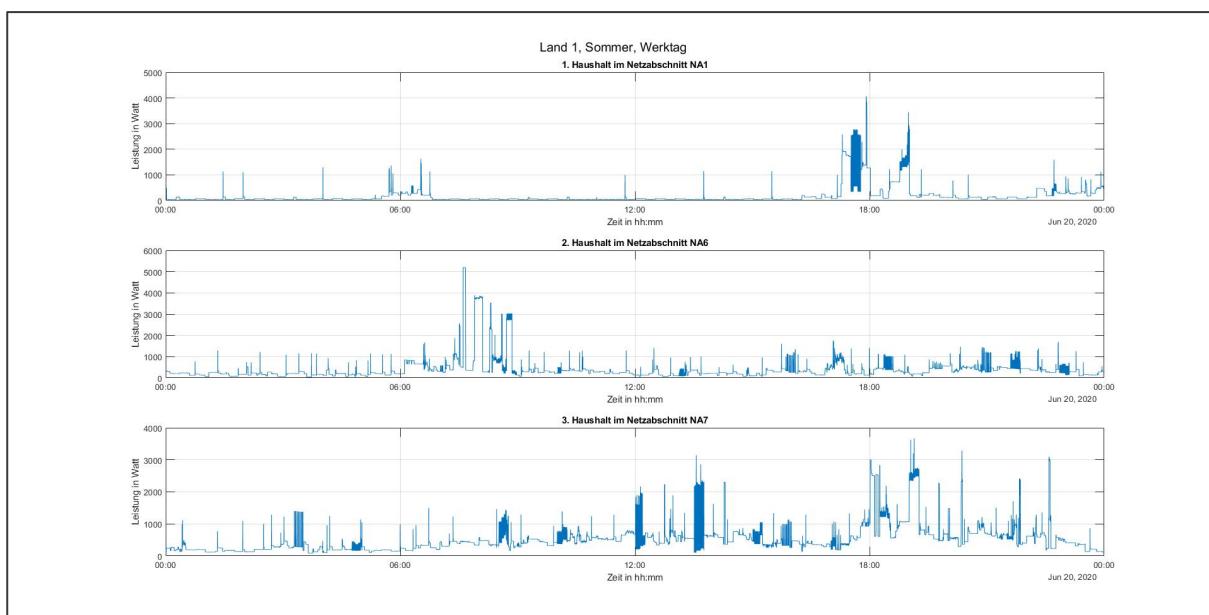 Land 1, Sommer, Werktag
1. Haushalt im Netzabschnitt NA1
Leistung in Watt
5000
4000
3000
2000
1000
0
00:00 06:00 12:00 18:00 00:00
Zeit in hh:mm
Jun 20, 2020
2. Haushalt im Netzabschnitt NA6
Leistung in Watt
6000
5000
4000
3000
2000
1000
0
00:00 06:00 12:00 18:00 00:00
Zeit in hh:mm
Jun 20, 2020
3. Haushalt im Netzabschnitt NA7
Leistung in Watt
4000
3000
2000
1000
0
00:00 06:00 12:00 18:00 00:00
Zeit in hh:mm
Jun 20, 2020